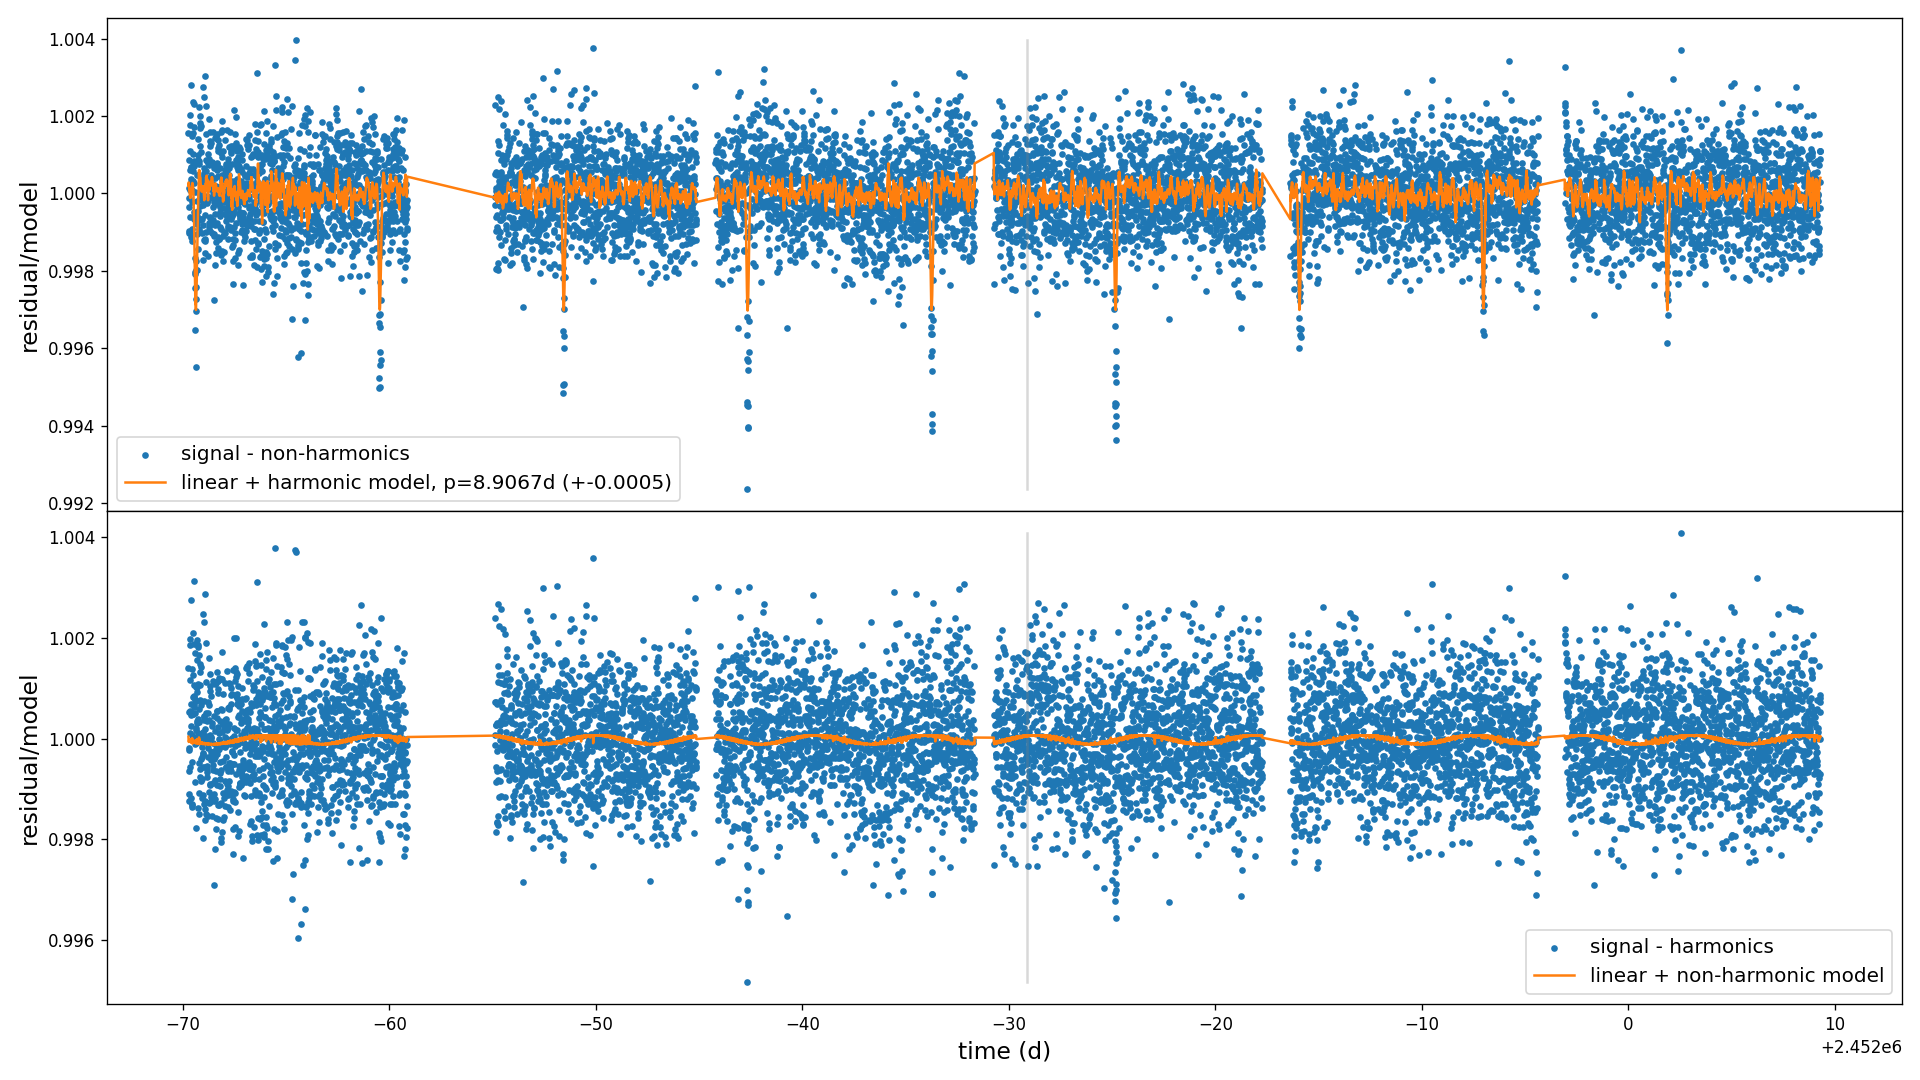 1.004
1.002
1.000
0.998
0.996
0.994
0.992
residual/model
signal - non-harmonics
linear + harmonic model, p=8.9067d (+-0.0005)
1.004
1.002
1.000
0.998
0.996
residual/model
signal - harmonics
linear + non-harmonic model
−70 −60 −50 −40 −30 −20 −10 0 10
+2.452e6
time (d)